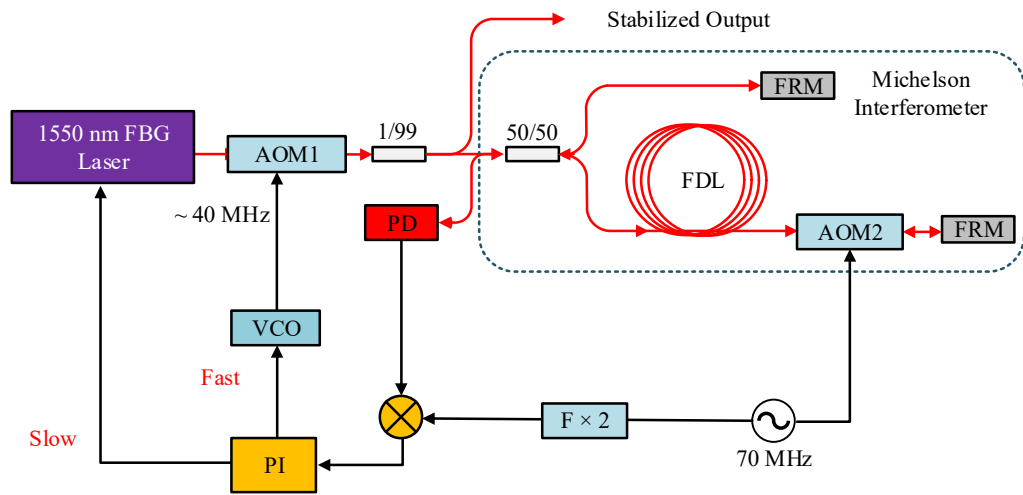 Stabilized Output
FRM
Michelson
Interferometer
1550 nm FBG
Laser
AOM1
1/99
50/50
FDL
~ 40 MHz
PD
AOM2
FRM
VCO
Fast
Slow
F × 2
PI
70 MHz